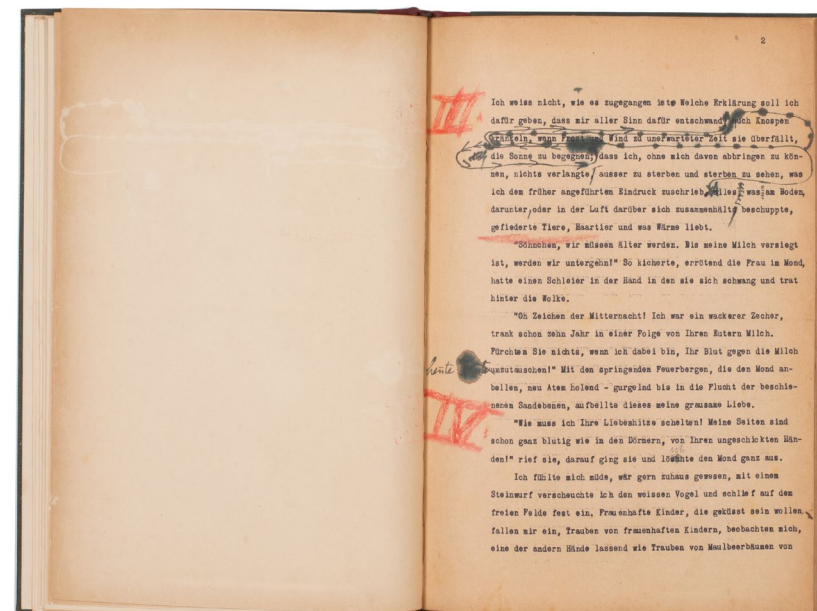 2
III
Ich weiss nicht, wie es zugegangen ist. Welche Erklärung soll ich
dafür geben, dass mir aller Sinn dafür entschwand, auch Knospen
kränkeln, wenn Frost und Wind zu unerwarteter Zeit sie überfällt,
die Sonne zu begegnen, dass ich, ohne mich davon abbringen zu kön-
nen, nichts verlangte, ausser zu sterben und sterben zu sehen, was
ich dem früher angeführten Eindruck zuschrieb, alles, was am Boden,
darunter, oder in der Luft darüber sich zusammenhält, beschuppte,
gefiederte Tiere, Haartier und was Wärme liebt.
"Söhnchen, wir müssen älter werden. Bis meine Milch versiegt
ist, werden wir untergehn!" So kicherte, errötend die Frau im Mond,
hatte einen Schleier in der Hand in den sie sich schwang und trat
hinter die Wolke.
"Oh Zeichen der Mitternacht! Ich war ein wackerer Zecher,
trank schon zehn Jahr in einer Folge von Ihren Eutern Milch.
Fürchten Sie nichts, wenn ich dabei bin, Ihr Blut gegen die Milch
heute umzutauschen!" Mit den springenden Feuerbergen, die den Mond an-
bellen, neu Atem holend - gurgelnd bis in die Flucht der beschie-
IV
nenen Sandebenen, aufbellte dieses meine grausame Liebe.
"Wie muss ich Ihre Liebeshitze schelten! Meine Seiten sind
schon ganz blutig wie in den Dörnern, von Ihren ungeschickten Hän-
den!" rief sie, darauf ging sie und löschte den Mond ganz aus.
Ich fühlte mich müde, wär gern zuhaus gewesen, mit einem
Steinwurf verscheuchte ich den weissen Vogel und schlief auf dem
freien Felde fest ein. Frauenhafte Kinder, die geküsst sein wollen,
fallen mir ein, Trauben von frauenhaften Kindern, beobachten mich,
eine der andern Hände lassend wie Trauben von Maulbeerbäumen von